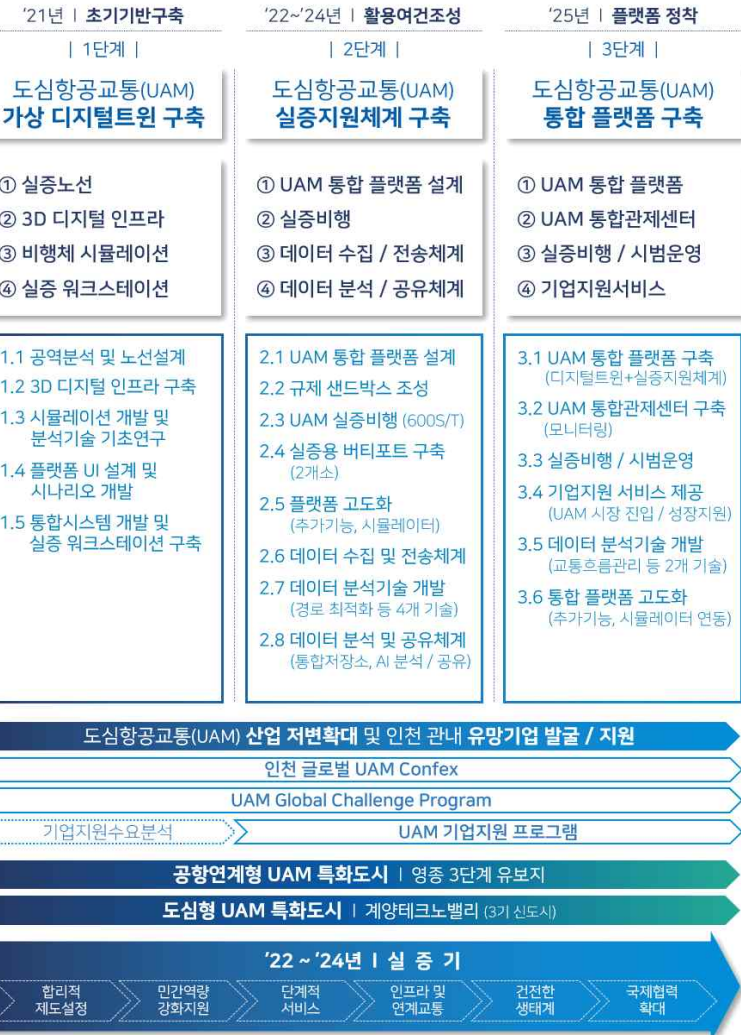 '21년 | 초기기반구축
| 1단계 |
도심항공교통(UAM)
가상 디지털트윈 구축
① 실증노선
② 3D 디지털 인프라
③ 비행체 시뮬레이션
④ 실증 워크스테이션
1.1 공역분석 및 노선설계
1.2 3D 디지털 인프라 구축
1.3 시뮬레이션 개발 및
분석기술 기초연구
1.4 플랫폼 UI 설계 및
시나리오 개발
1.5 통합시스템 개발 및
실증 워크스테이션 구축
'22~'24년 | 활용여건조성
| 2단계 |
도심항공교통(UAM)
실증지원체계 구축
① UAM 통합 플랫폼 설계
② 실증비행
③ 데이터 수집 / 전송체계
④ 데이터 분석 / 공유체계
2.1 UAM 통합 플랫폼 설계
2.2 규제 샌드박스 조성
2.3 UAM 실증비행 (600S/T)
2.4 실증용 버티포트 구축
(2개소)
2.5 플랫폼 고도화
(추가기능, 시뮬레이터)
2.6 데이터 수집 및 전송체계
2.7 데이터 분석기술 개발
(경로 최적화 등 4개 기술)
2.8 데이터 분석 및 공유체계
(통합저장소, AI 분석 / 공유)
'25년 | 플랫폼 정착
| 3단계 |
도심항공교통(UAM)
통합 플랫폼 구축
① UAM 통합 플랫폼
② UAM 통합관제센터
③ 실증비행 / 시범운영
④ 기업지원서비스
3.1 UAM 통합 플랫폼 구축
(디지털트윈+실증지원체계)
3.2 UAM 통합관제센터 구축
(모니터링)
3.3 실증비행 / 시범운영
3.4 기업지원 서비스 제공
(UAM 시장 진입 / 성장지원)
3.5 데이터 분석기술 개발
(교통흐름관리 등 2개 기술)
3.6 통합 플랫폼 고도화
(추가기능, 시뮬레이터 연동)
도심항공교통(UAM) 산업 저변확대 및 인천 관내 유망기업 발굴 / 지원
인천 글로벌 UAM Confex
UAM Global Challenge Program
기업지원수요분석
UAM 기업지원 프로그램
공항연계형 UAM 특화도시 | 영종 3단계 유보지
도심형 UAM 특화도시 | 계양테크노밸리 (3기 신도시)
'22 ~ '24년 | 실 증 기
합리적
제도설정
민간역량
강화지원
단계적
서비스
인프라 및
연계교통
건전한
생태계
국제협력
확대